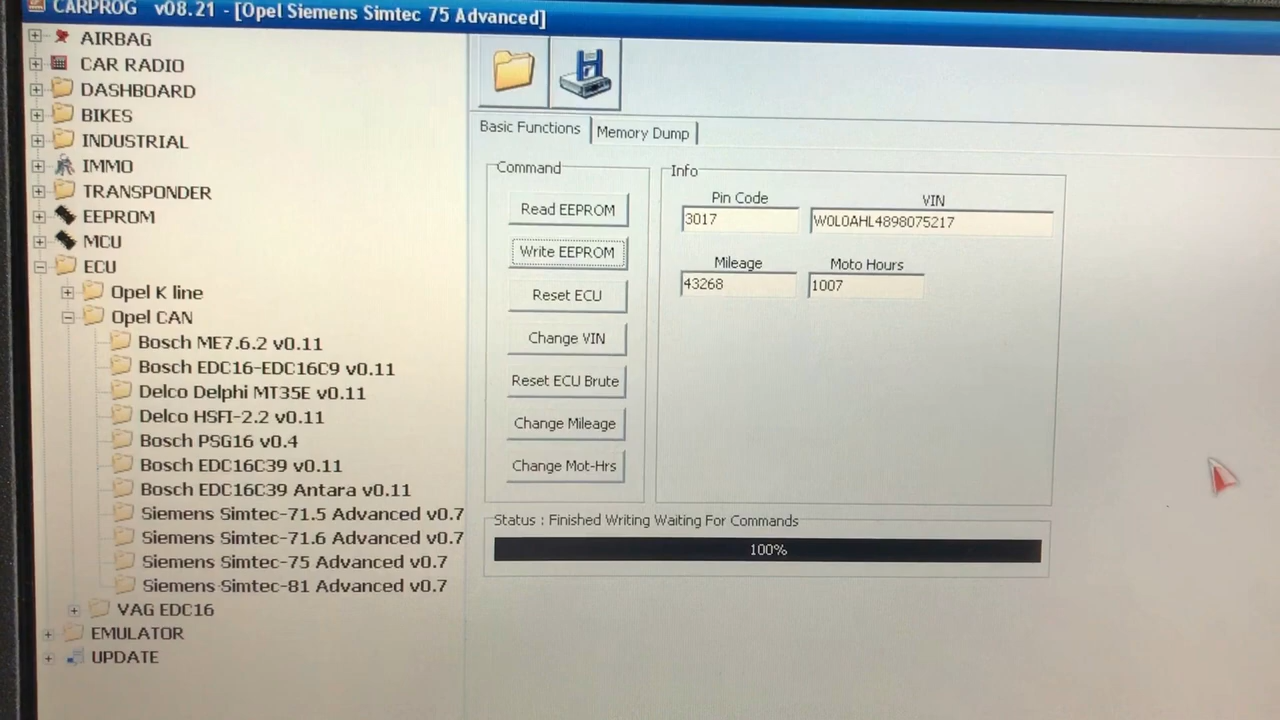 CARPROG v08.21 - [Opel Siemens Simtec 75 Advanced]
AIRBAG
CAR RADIO
DASHBOARD
BIKES
INDUSTRIAL
IMMO
TRANSPONDER
EEPROM
MCU
ECU
Opel K line
Opel CAN
Bosch ME7.6.2 v0.11
Bosch EDC16-EDC16C9 v0.11
Delco Delphi MT35E v0.11
Delco HSFI-2.2 v0.11
Bosch PSG16 v0.4
Bosch EDC16C39 v0.11
Bosch EDC16C39 Antara v0.11
Siemens Simtec-71.5 Advanced v0.7
Siemens Simtec-71.6 Advanced v0.7
Siemens Simtec-75 Advanced v0.7
Siemens Simtec-81 Advanced v0.7
VAG EDC16
EMULATOR
UPDATE
Basic Functions Memory Dump
Command
Read EEPROM
Write EEPROM
Reset ECU
Change VIN
Reset ECU Brute
Change Mileage
Change Mot-Hrs
Info
Pin Code VIN
3017 W0L0AHL4898075217
Mileage Moto Hours
43268 1007
Status : Finished Writing Waiting For Commands
100%